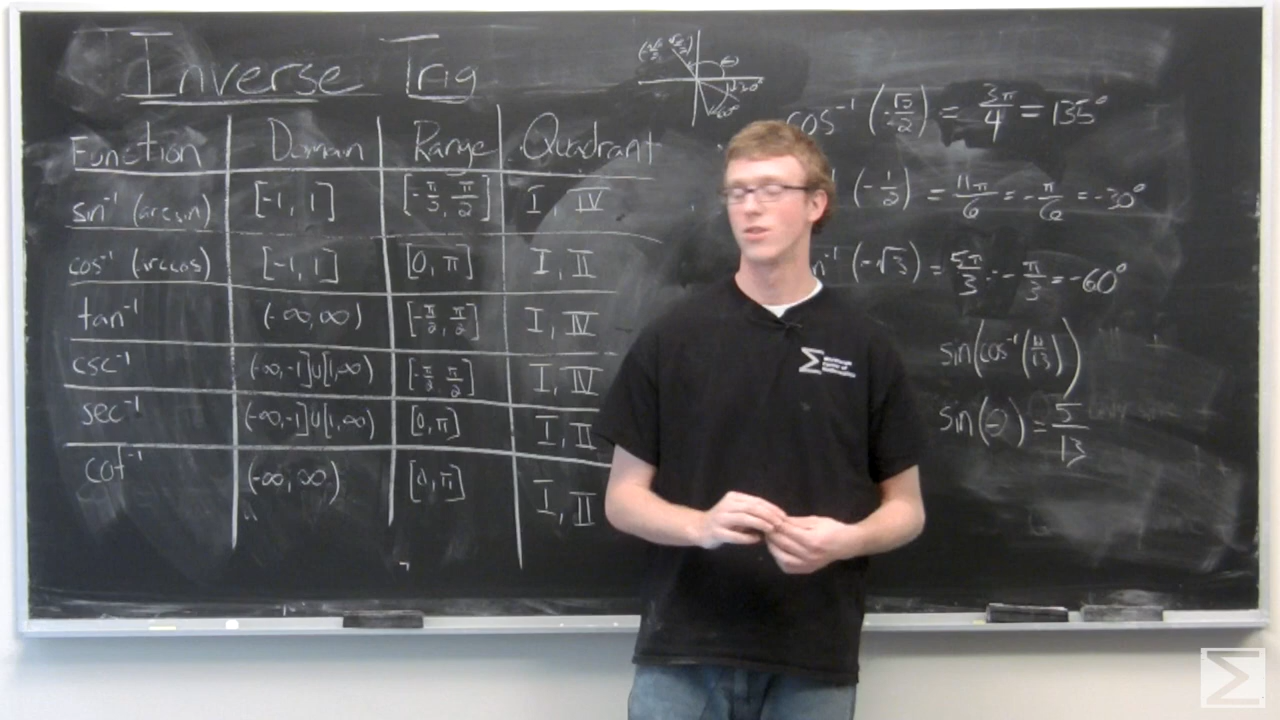 Inverse Trig
Function Domain Range Quadrant
sin⁻¹ (arcsin) [-1, 1] [-π/2, π/2] I, IV
cos⁻¹ (arccos) [-1, 1] [0, π] I, II
tan⁻¹ (-∞, ∞) [-π/2, π/2] I, IV
csc⁻¹ (-∞, -1]∪[1, ∞) [-π/2, π/2] I, IV
sec⁻¹ (-∞, -1]∪[1, ∞) [0, π] I, II
cot⁻¹ (-∞, ∞) [0, π] I, II
cos⁻¹ (-√2/2) = 3π/4 = 135°
(-1/2) = 11π/6 = -π/6 = -30°
n⁻¹ (-√3) = 5π/3 = -π/3 = -60°
sin(cos⁻¹(12/13))
sin(θ) = 5/13
Σ
Σ